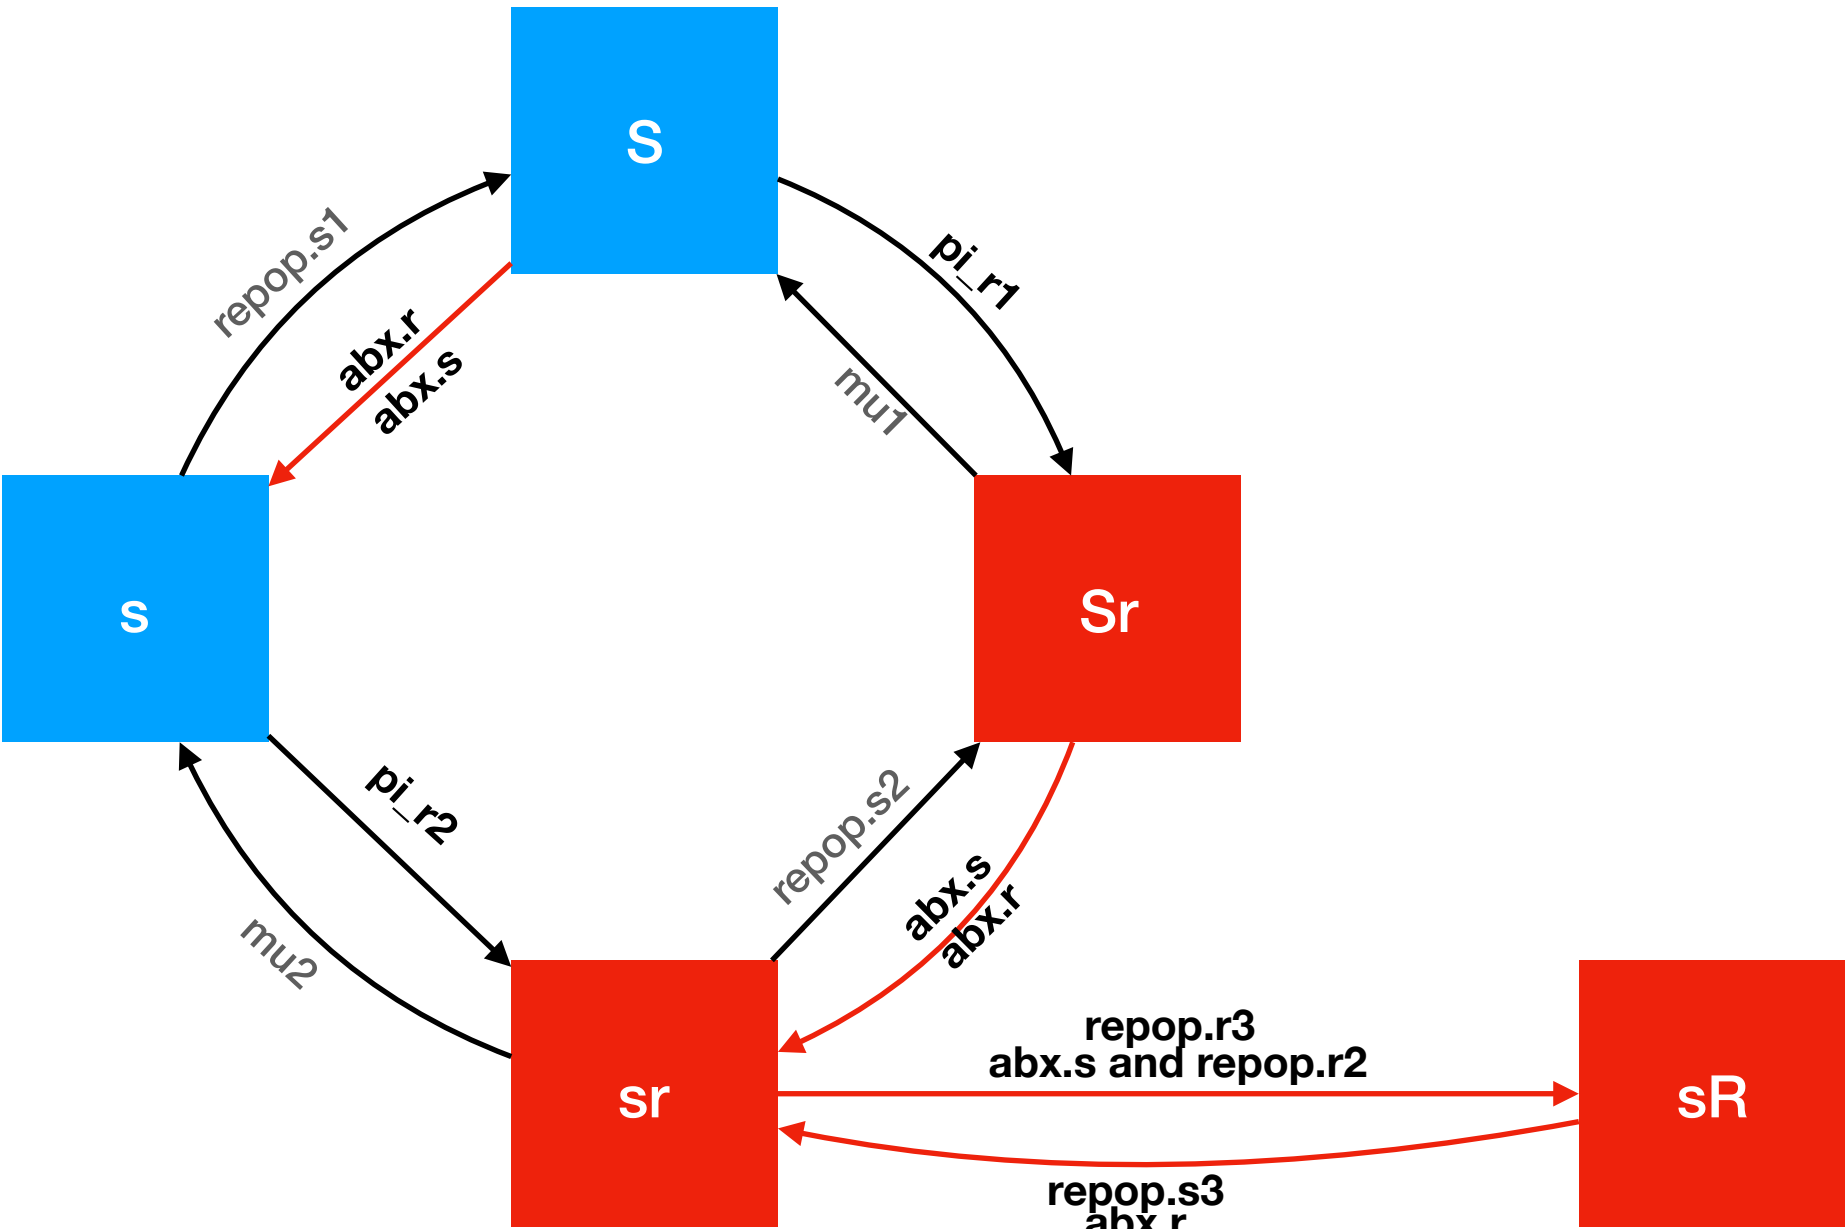 S
repop.s1
pi_r1
abx.r
abx.s
mu1
s
Sr
pi_r2
repop.s2
abx.s
abx.r
mu2
repop.r3
abx.s and repop.r2
sr
sR
repop.s3
abx.r